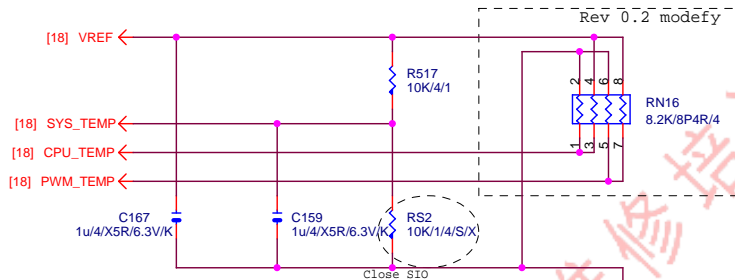 Rev 0.2 modefy
[18] VREF
R517
10K/4/1
2 4 6 8
RN16
8.2K/8P4R/4
[18] SYS_TEMP
1 3 5 7
[18] CPU_TEMP
[18] PWM_TEMP
C167
1u/4/X5R/6.3V/K
C159
1u/4/X5R/6.3V/K
RS2
10K/1/4/S/X
Close SIO
修 培